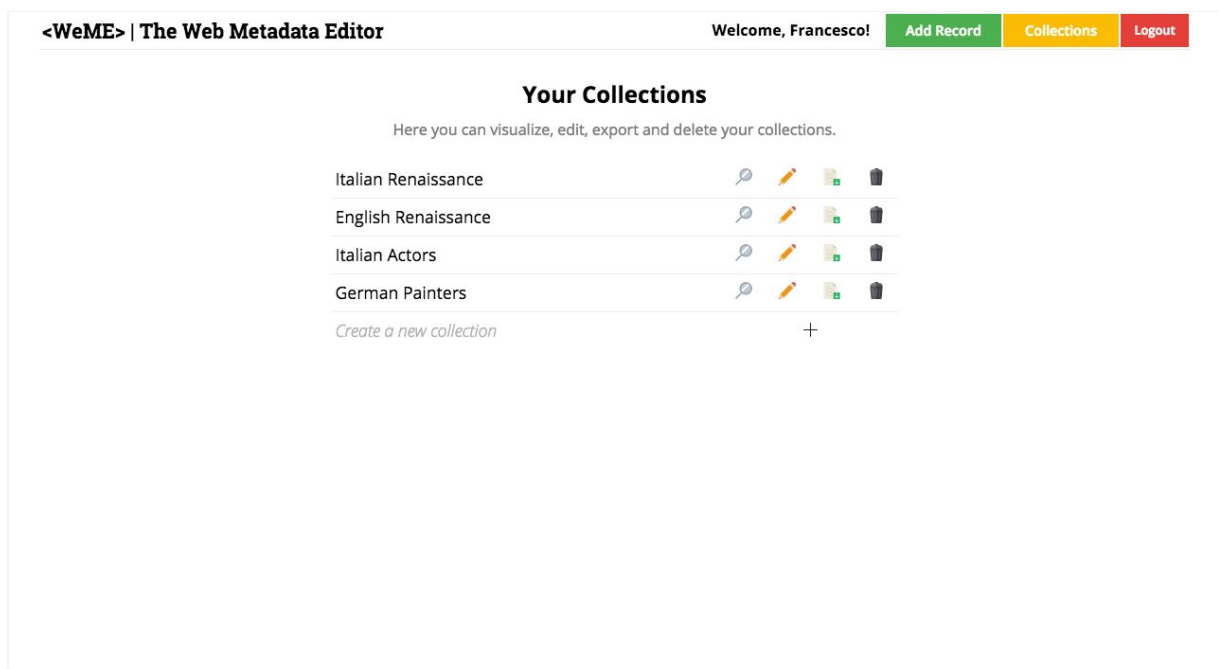 <WeME> | The Web Metadata Editor
Welcome, Francesco!
Add Record
Collections
Logout
Your Collections
Here you can visualize, edit, export and delete your collections.
Italian Renaissance
English Renaissance
Italian Actors
German Painters
Create a new collection